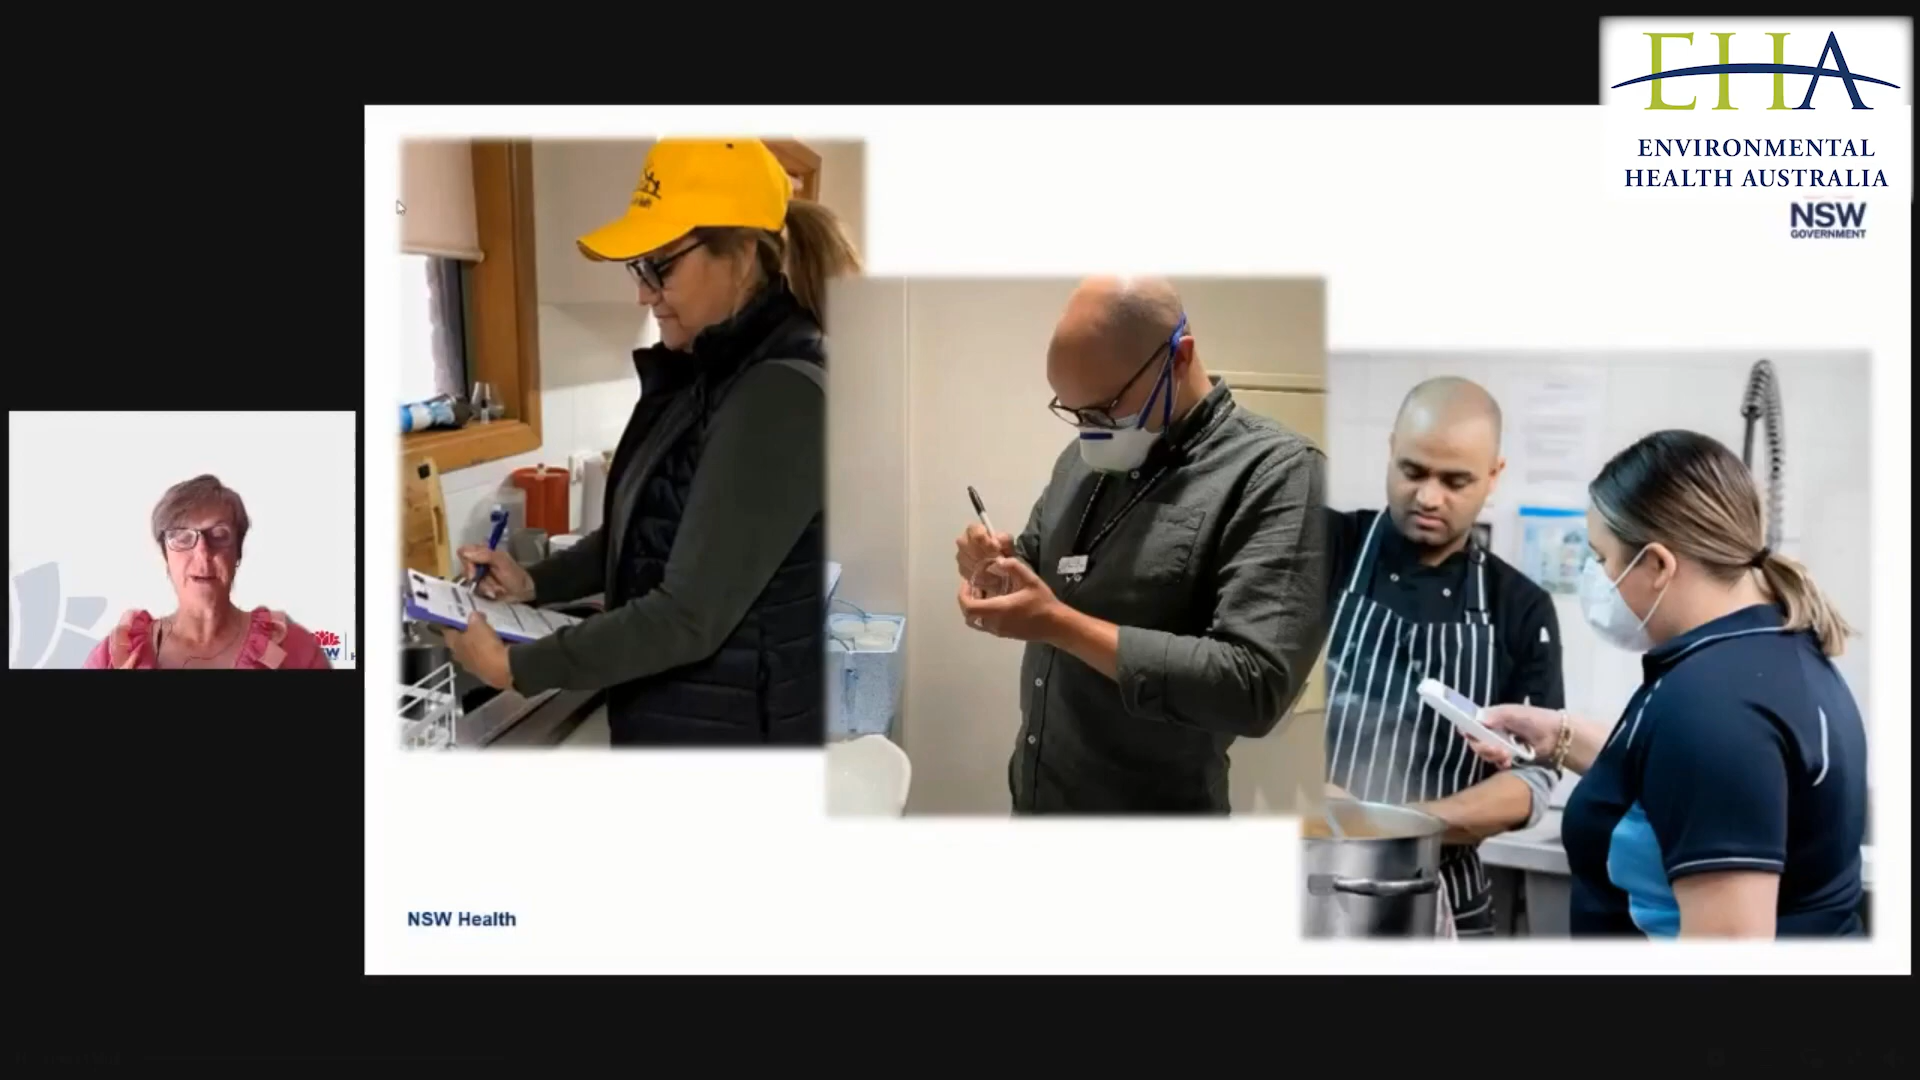 EHA
ENVIRONMENTAL
HEALTH AUSTRALIA
NSW
GOVERNMENT
NSW Health